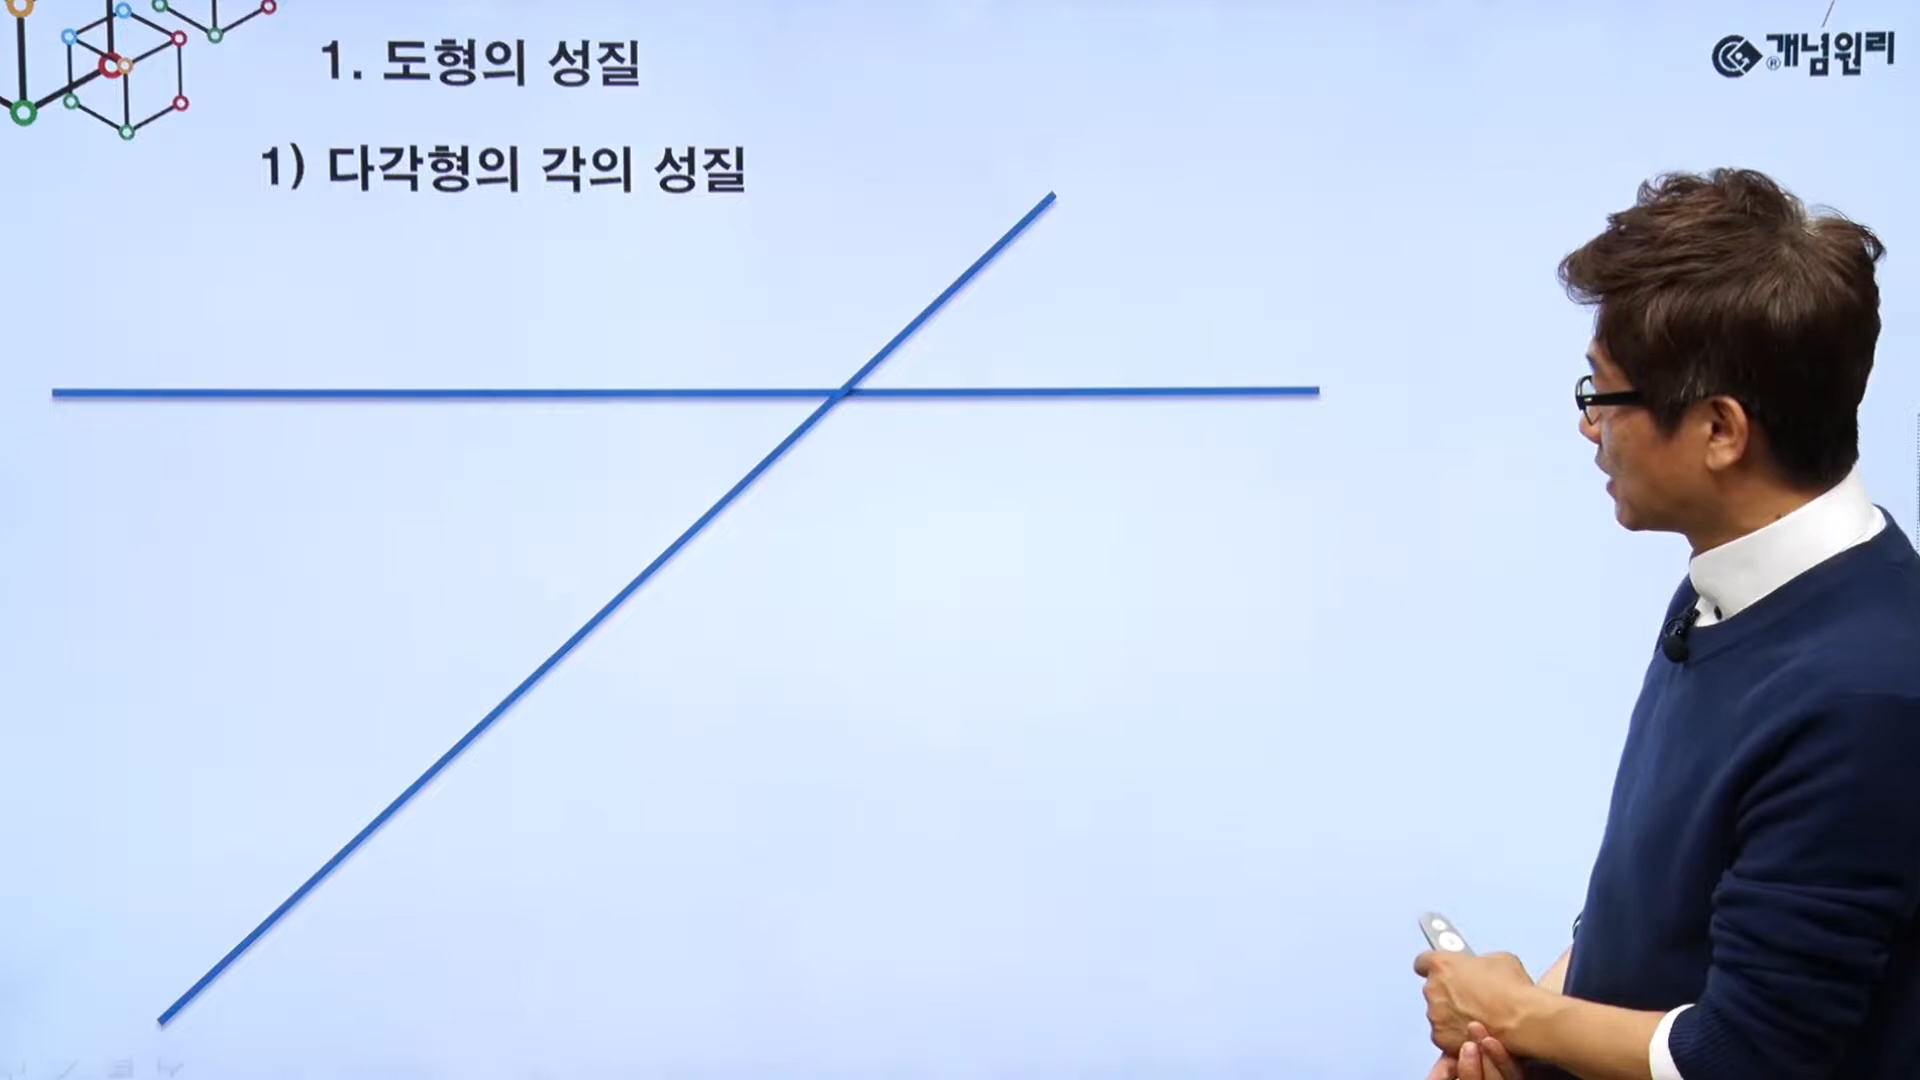 1. 도형의 성질
® 개념원리
1) 다각형의 각의 성질